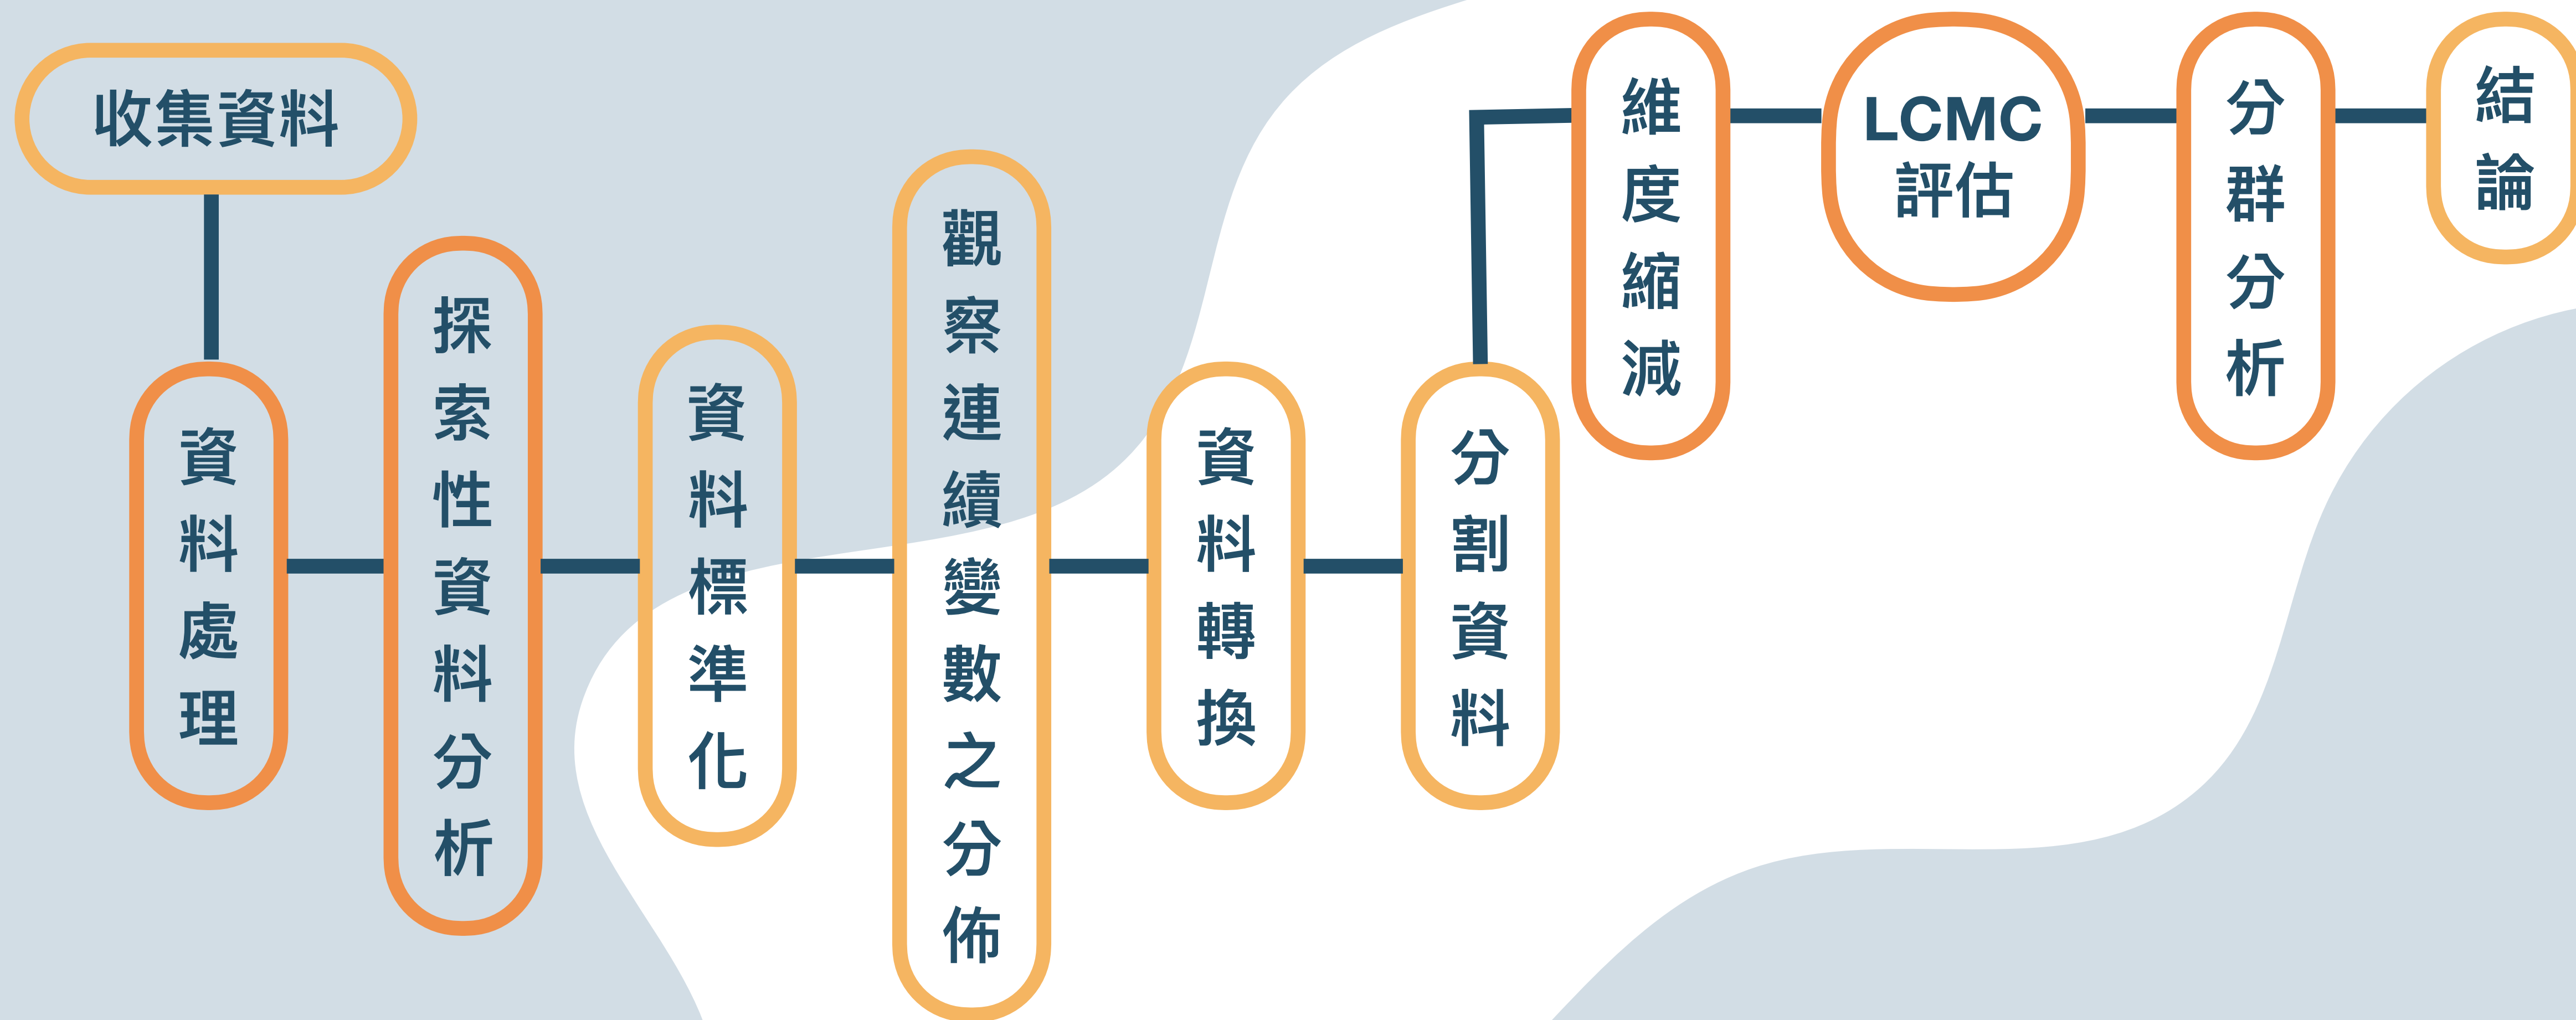 收集資料
資料處理
探索性資料分析
資料標準化
觀察連續變數之分佈
資料轉換
分割資料
維度縮減
LCMC
評估
分群分析
結論